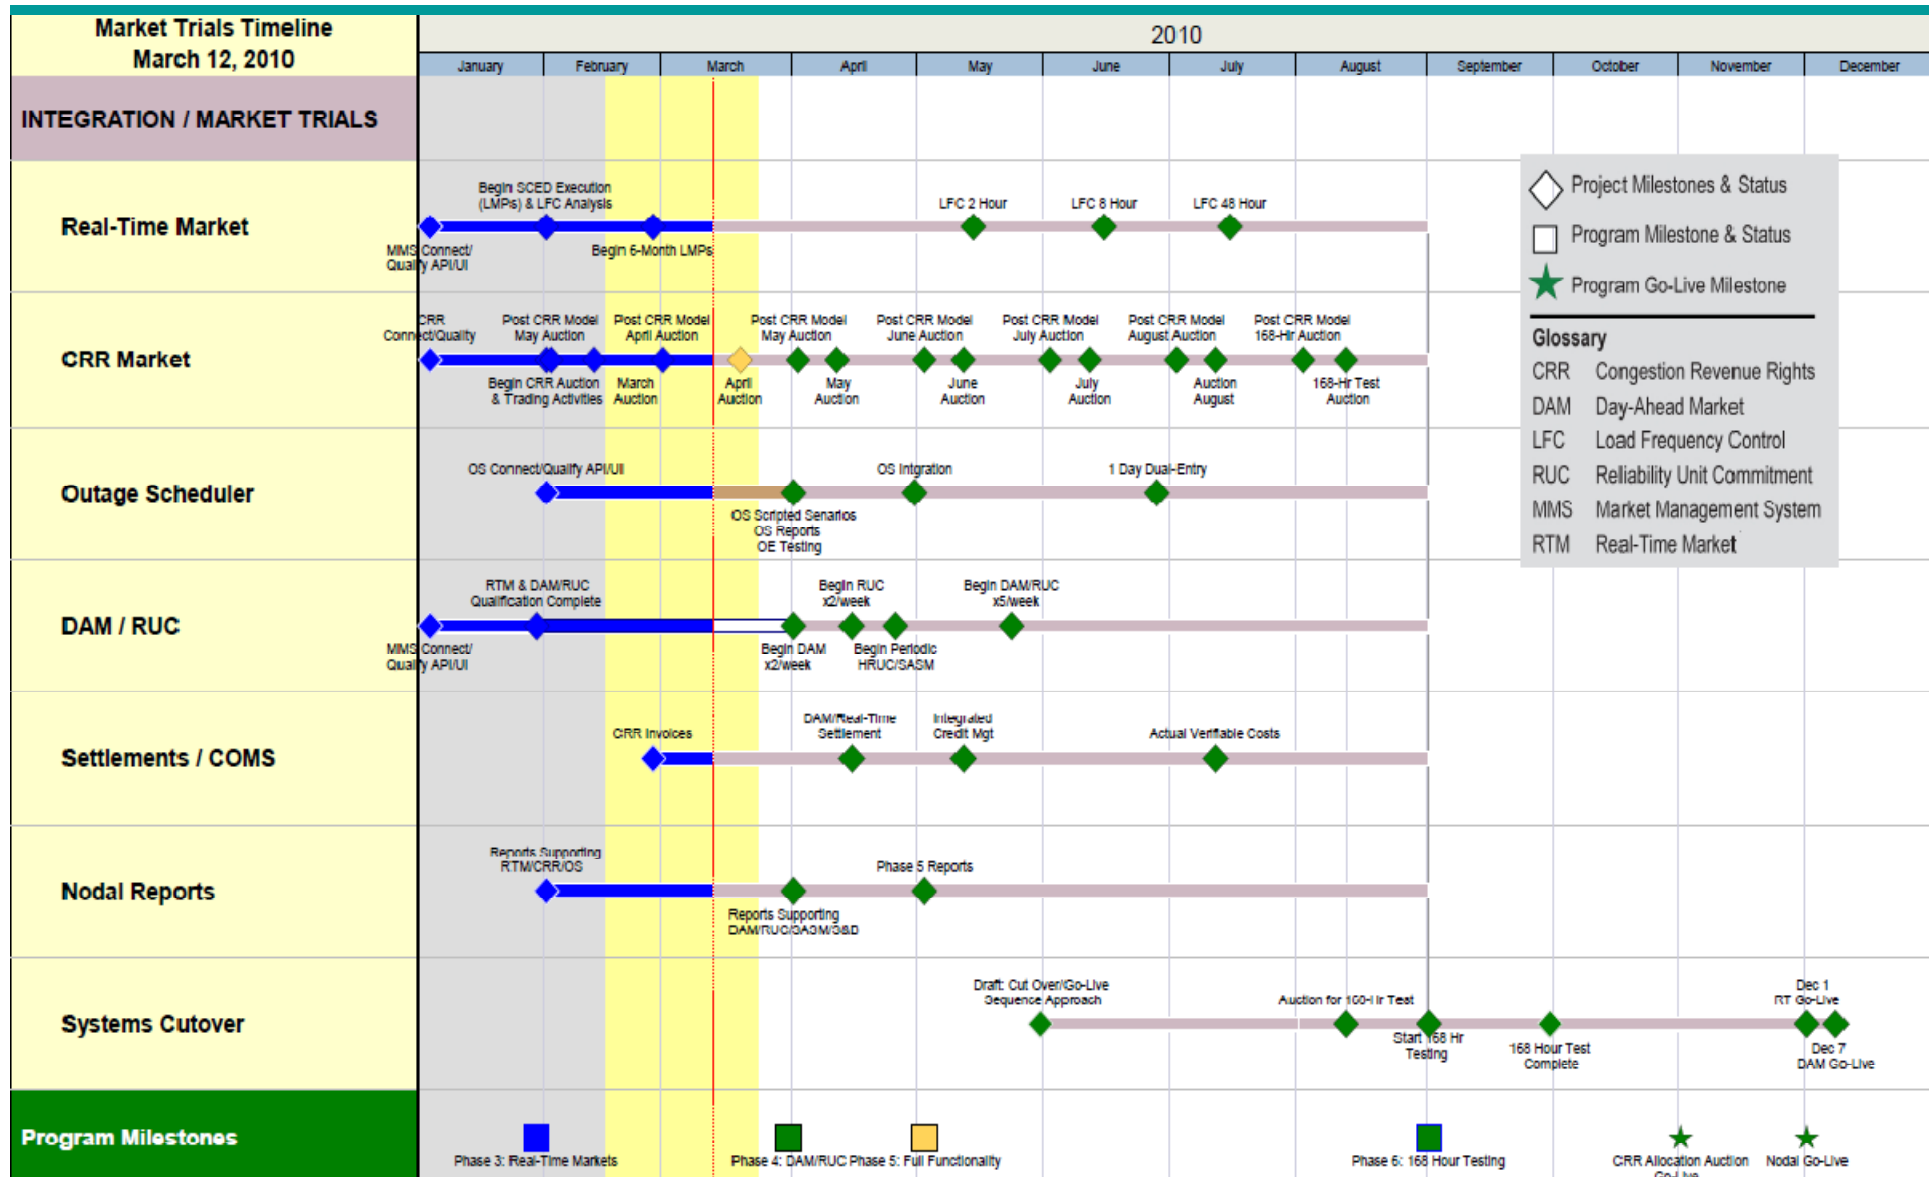 Market Trials Timeline
March 12, 2010
2010
January February March April May June July August September October November December
INTEGRATION / MARKET TRIALS
Real-Time Market
Begin SCED Execution
(LMPs) & LFC Analysis
LFC 2 Hour
LFC 8 Hour
LFC 48 Hour
MMS Connect/
Qualify API/UI
Begin 6-Month LMPs
CRR Market
CRR
Connect/Quality
Post CRR Model
May Auction
Post CRR Model
April Auction
Post CRR Model
May Auction
Post CRR Model
June Auction
Post CRR Model
July Auction
Post CRR Model
August Auction
Post CRR Model
168-Hr Auction
Begin CRR Auction
& Trading Activities
March
Auction
April
Auction
May
Auction
June
Auction
July
Auction
Auction
August
168-Hr Test
Auction
Outage Scheduler
OS Connect/Qualify API/UI
OS Intgration
1 Day Dual-Entry
OS Scripted Senarios
OS Reports
OE Testing
DAM / RUC
RTM & DAM/RUC
Qualification Complete
Begin RUC
x2/week
Begin DAM/RUC
x5/week
MMS Connect/
Qualify API/UI
Begin DAM
x2/week
Begin Periodic
HRUC/SASM
Settlements / COMS
CRR Invoices
DAM/Real-Time
Settlement
Integrated
Credit Mgt
Actual Verifiable Costs
Nodal Reports
Reports Supporting
RTM/CRR/OS
Phase 5 Reports
Reports Supporting
DAM/RUC/SASM/S&D
Systems Cutover
Draft: Cut Over/Go-Live
Sequence Approach
Auction for 168-Hr Test
Start 168 Hr
Testing
168 Hour Test
Complete
Dec 1
RT Go-Live
Dec 7
DAM Go-Live
Program Milestones
Phase 3: Real-Time Markets
Phase 4: DAM/RUC
Phase 5: Full Functionality
Phase 6: 168 Hour Testing
CRR Allocation Auction
Go-Live
Nodal Go-Live
Project Milestones & Status
Program Milestone & Status
Program Go-Live Milestone
Glossary
CRR Congestion Revenue Rights
DAM Day-Ahead Market
LFC Load Frequency Control
RUC Reliability Unit Commitment
MMS Market Management System
RTM Real-Time Market